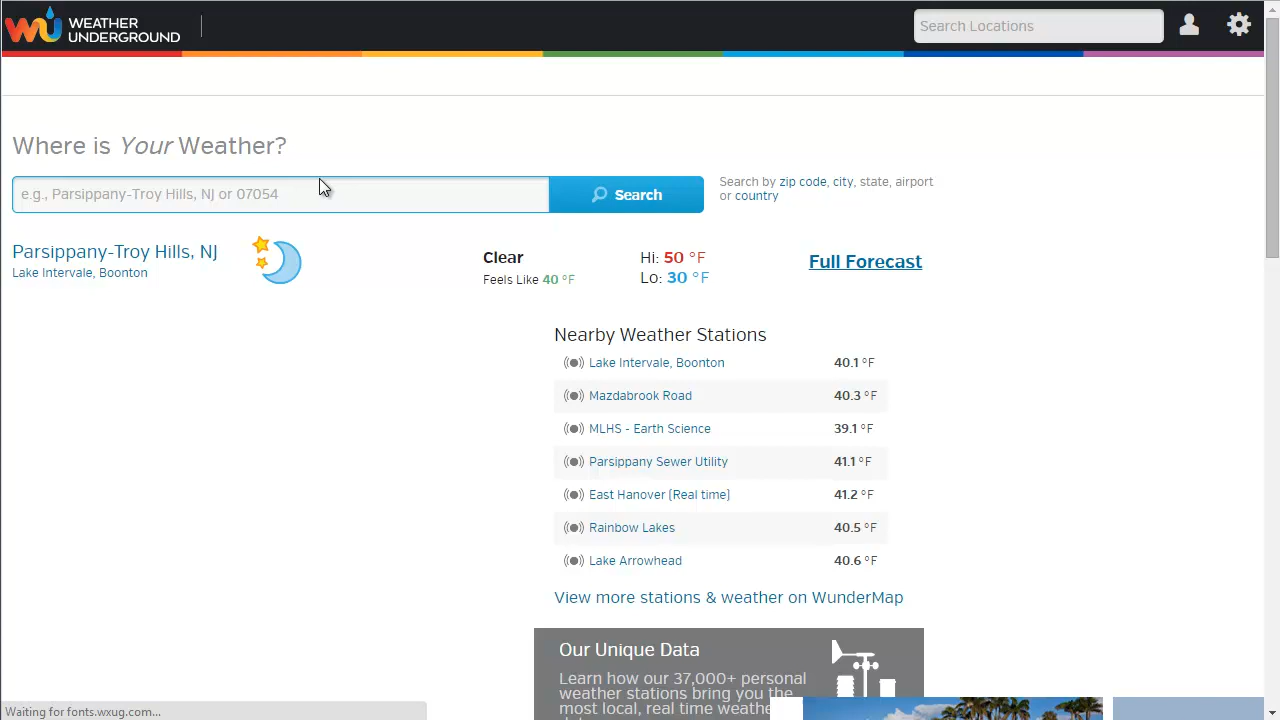 WEATHER
UNDERGROUND
Search Locations
Where is Your Weather?
e.g., Parsippany-Troy Hills, NJ or 07054
Search
Search by zip code, city, state, airport
or country
Parsippany-Troy Hills, NJ
Lake Intervale, Boonton
Clear
Feels Like 40 °F
Hi: 50 °F
Lo: 30 °F
Full Forecast
Nearby Weather Stations
Lake Intervale, Boonton 40.1 °F
Mazdabrook Road 40.3 °F
MLHS - Earth Science 39.1 °F
Parsippany Sewer Utility 41.1 °F
East Hanover (Real time) 41.2 °F
Rainbow Lakes 40.5 °F
Lake Arrowhead 40.6 °F
View more stations & weather on WunderMap
Our Unique Data
Learn how our 37,000+ personal
weather stations bring you the
most local, real time weather
Waiting for fonts.wxug.com...